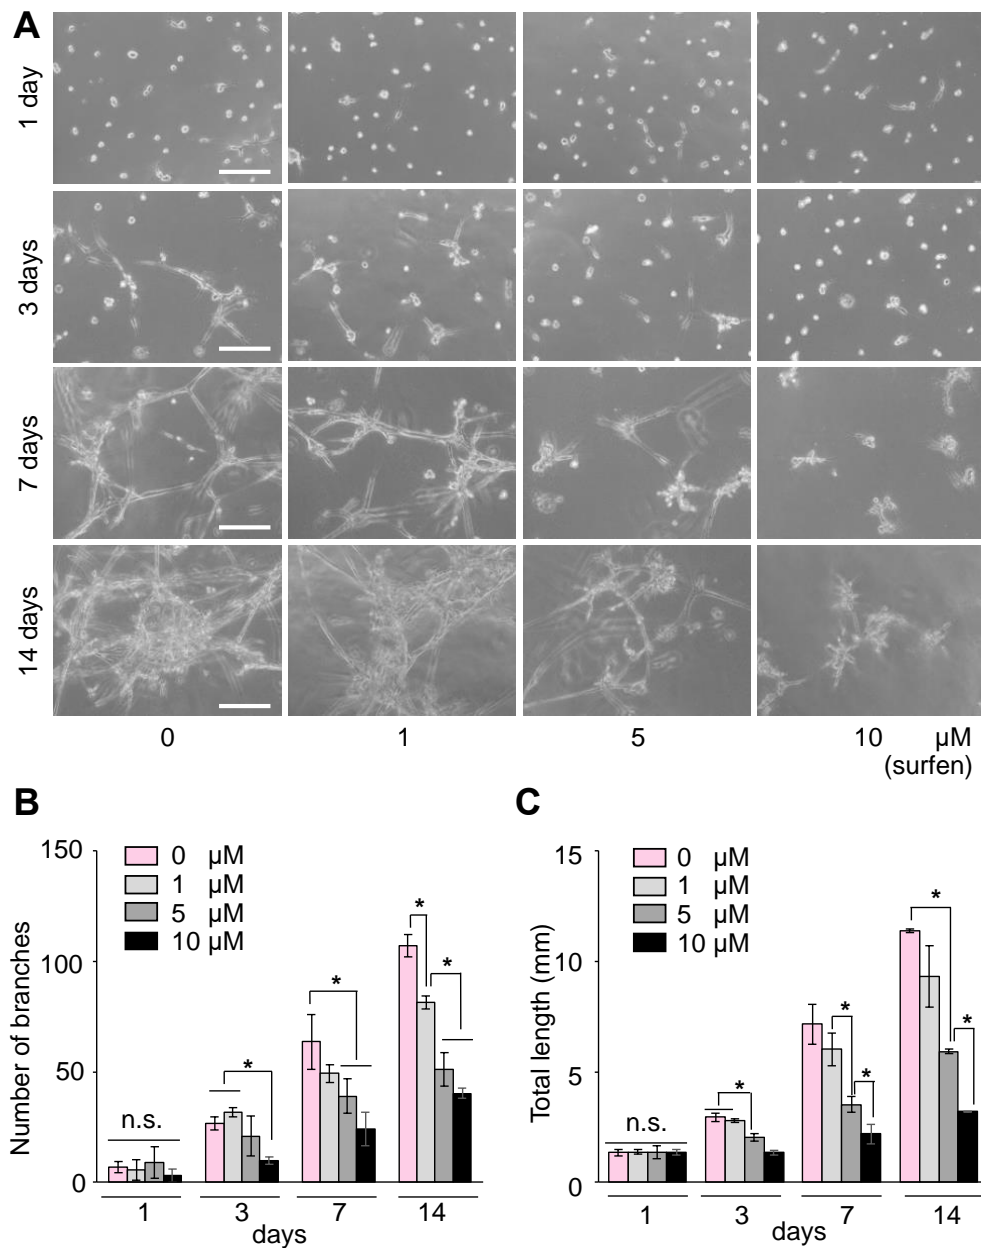 A
1 day
3 days
7 days
14 days
0 1 5 10 µM
(surfen)
B
150
100
50
0
Number of branches
0 µM
1 µM
5 µM
10 µM
n.s.
*
*
*
*
1 3 7 14
days
C
15
10
5
0
Total length (mm)
0 µM
1 µM
5 µM
10 µM
n.s.
*
*
*
*
*
1 3 7 14
days